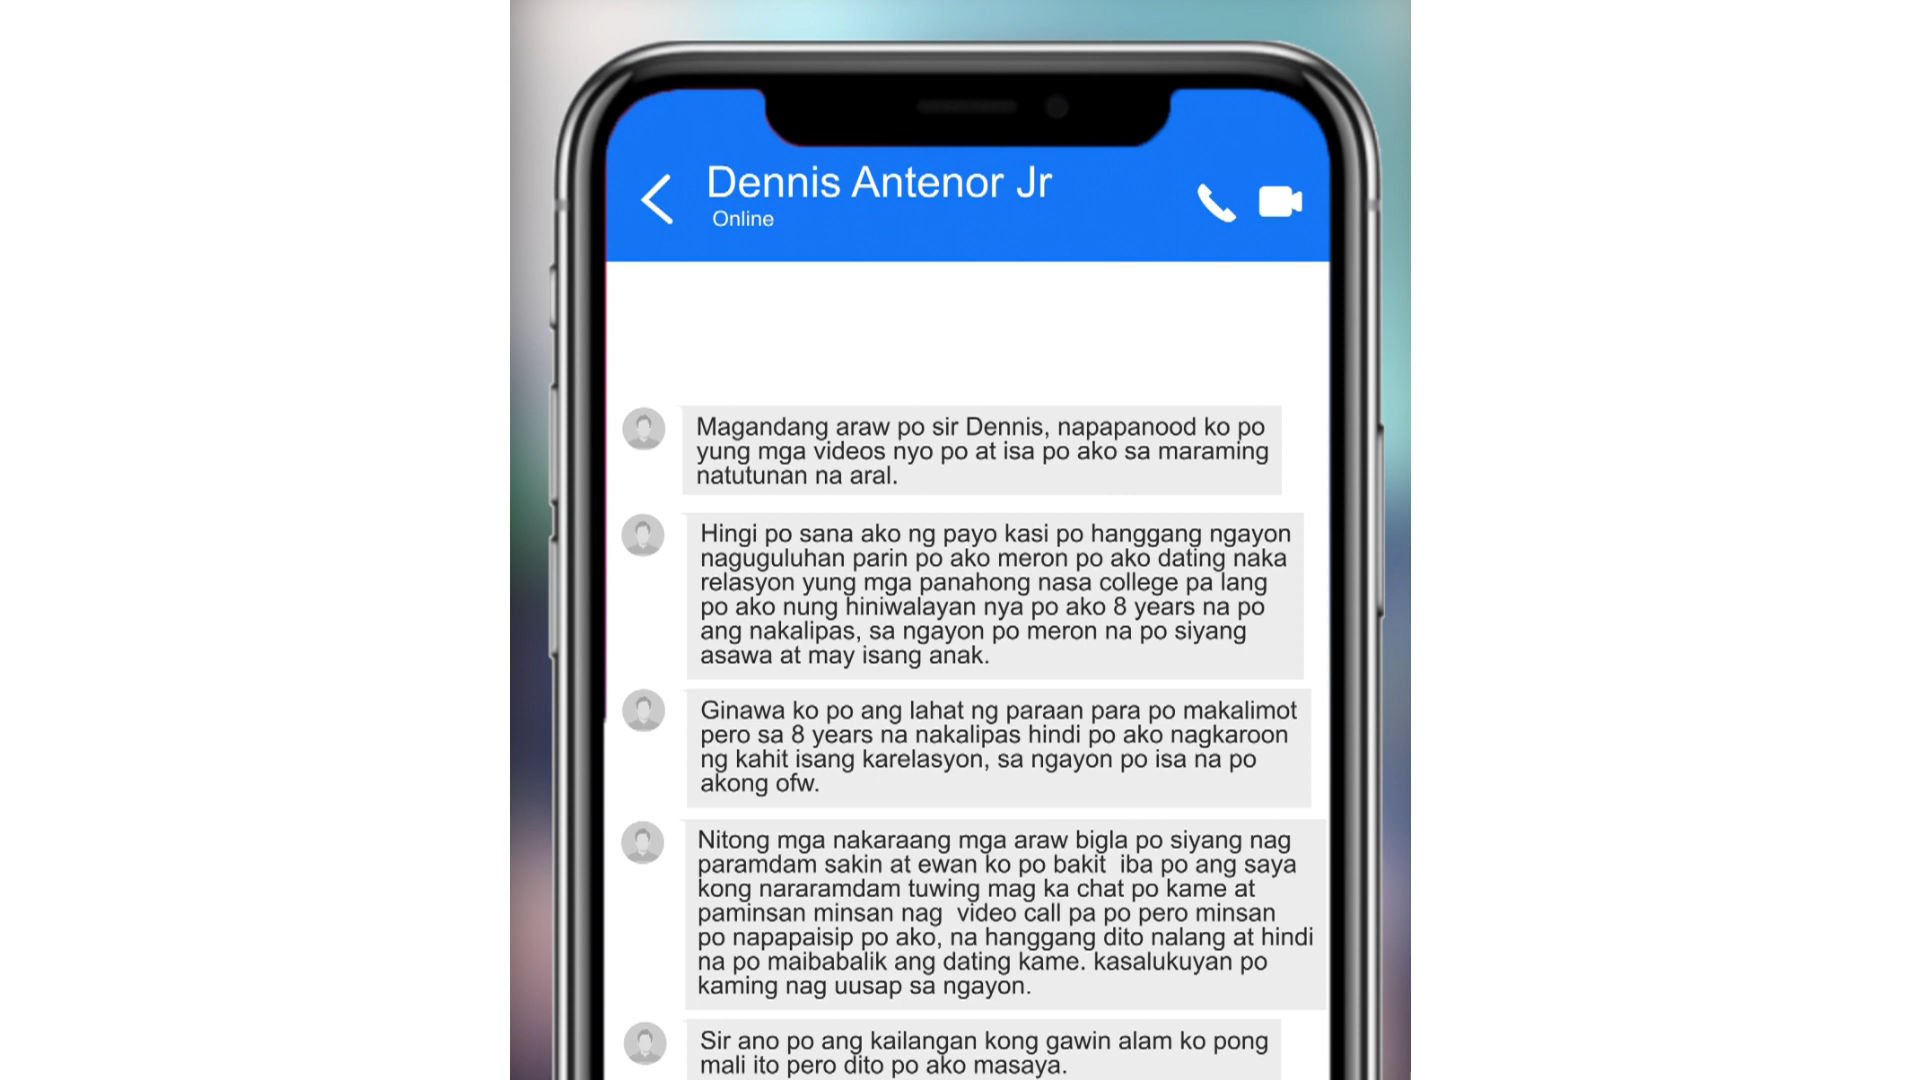 Dennis Antenor Jr
Online
Magandang araw po sir Dennis, napapanood ko po
yung mga videos nyo po at isa po ako sa maraming
natutunan na aral.
Hingi po sana ako ng payo kasi po hanggang ngayon
naguguluhan parin po ako meron po ako dating naka
relasyon yung mga panahong nasa college pa lang
po ako nung hiniwalayan nya po ako 8 years na po
ang nakalipas, sa ngayon po meron na po siyang
asawa at may isang anak.
Ginawa ko po ang lahat ng paraan para po makalimot
pero sa 8 years na nakalipas hindi po ako nagkaroon
ng kahit isang karelasyon, sa ngayon po isa na po
akong ofw.
Nitong mga nakaraang mga araw bigla po siyang nag
paramdam sakin at ewan ko po bakit  iba po ang saya
kong nararamdam tuwing mag ka chat po kame at
paminsan minsan nag  video call pa po pero minsan
po napapaisip po ako, na hanggang dito nalang at hindi
na po maibabalik ang dating kame. kasalukuyan po
kaming nag uusap sa ngayon.
Sir ano po ang kailangan kong gawin alam ko pong
mali ito pero dito po ako masaya.